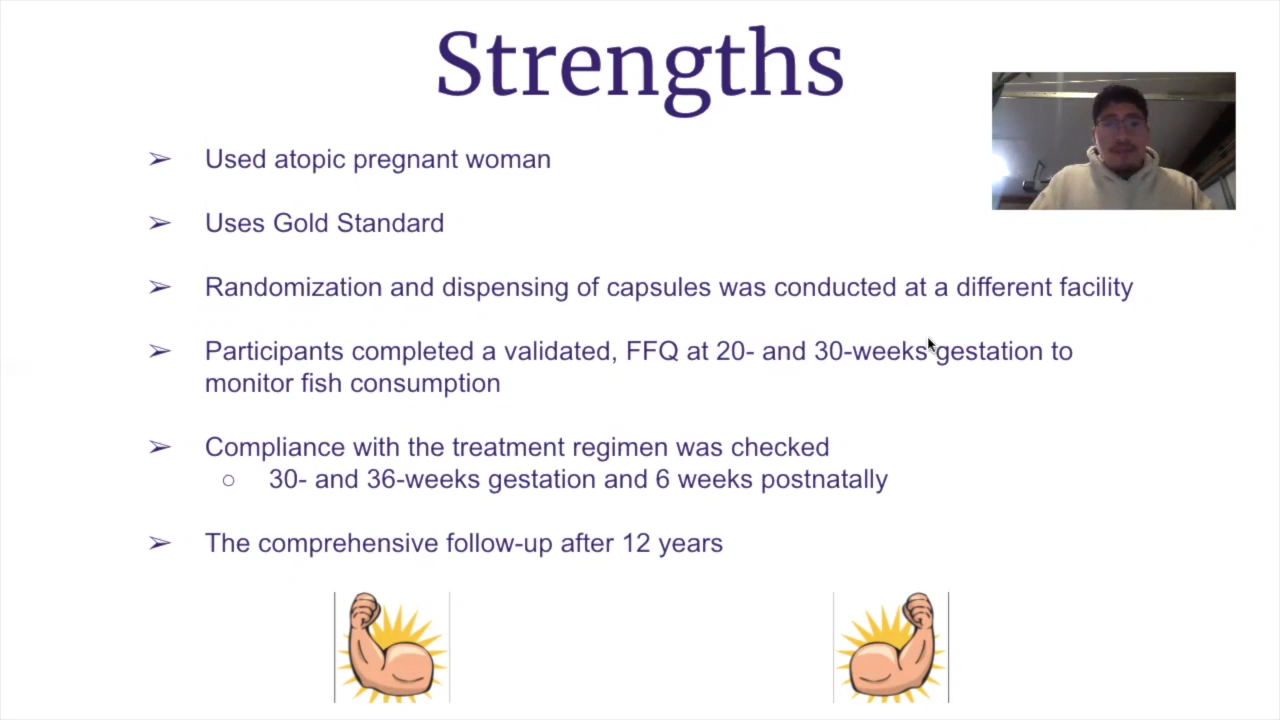 Strengths
➢ Used atopic pregnant woman
➢ Uses Gold Standard
➢ Randomization and dispensing of capsules was conducted at a different facility
➢ Participants completed a validated, FFQ at 20- and 30-weeks gestation to
monitor fish consumption
➢ Compliance with the treatment regimen was checked
○ 30- and 36-weeks gestation and 6 weeks postnatally
➢ The comprehensive follow-up after 12 years